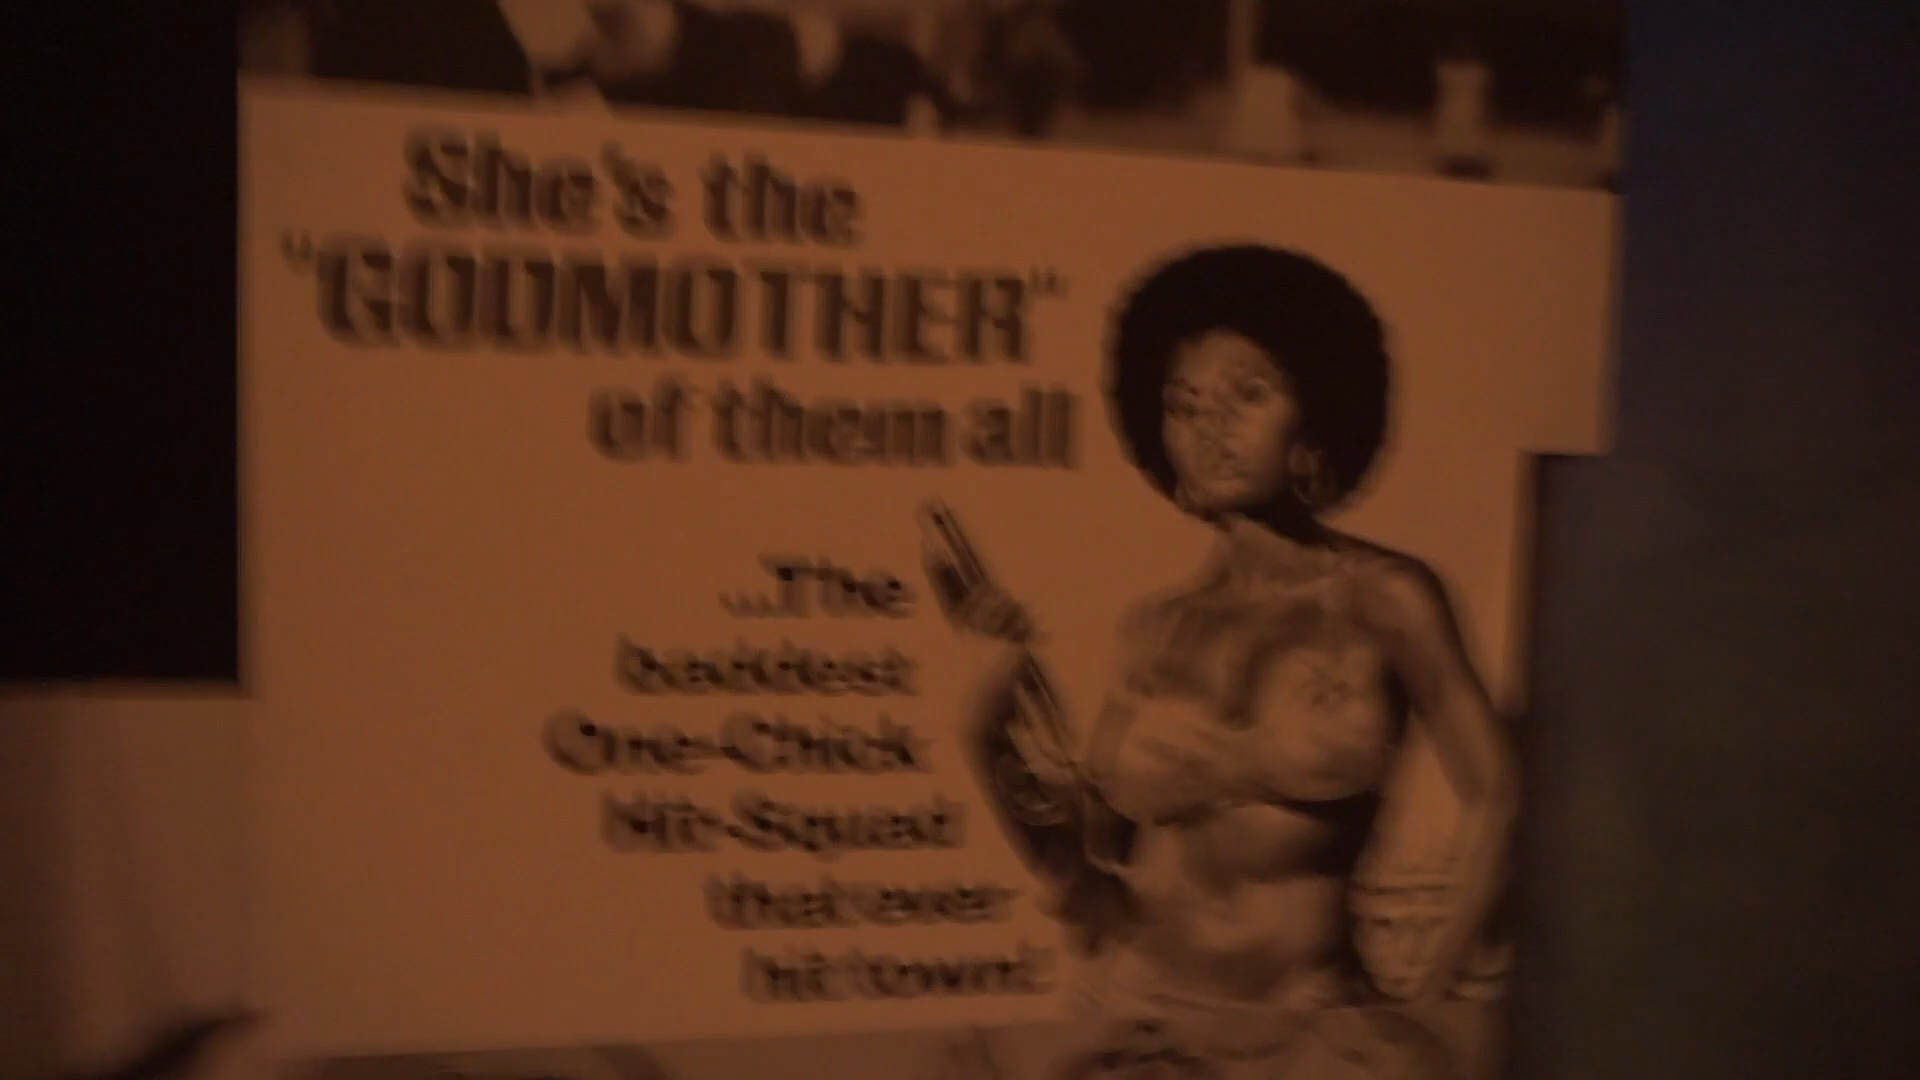 She's the
"GODMOTHER"
of them all
...The
baddest
One-Chick
Hit-Squad
that ever
hit town!